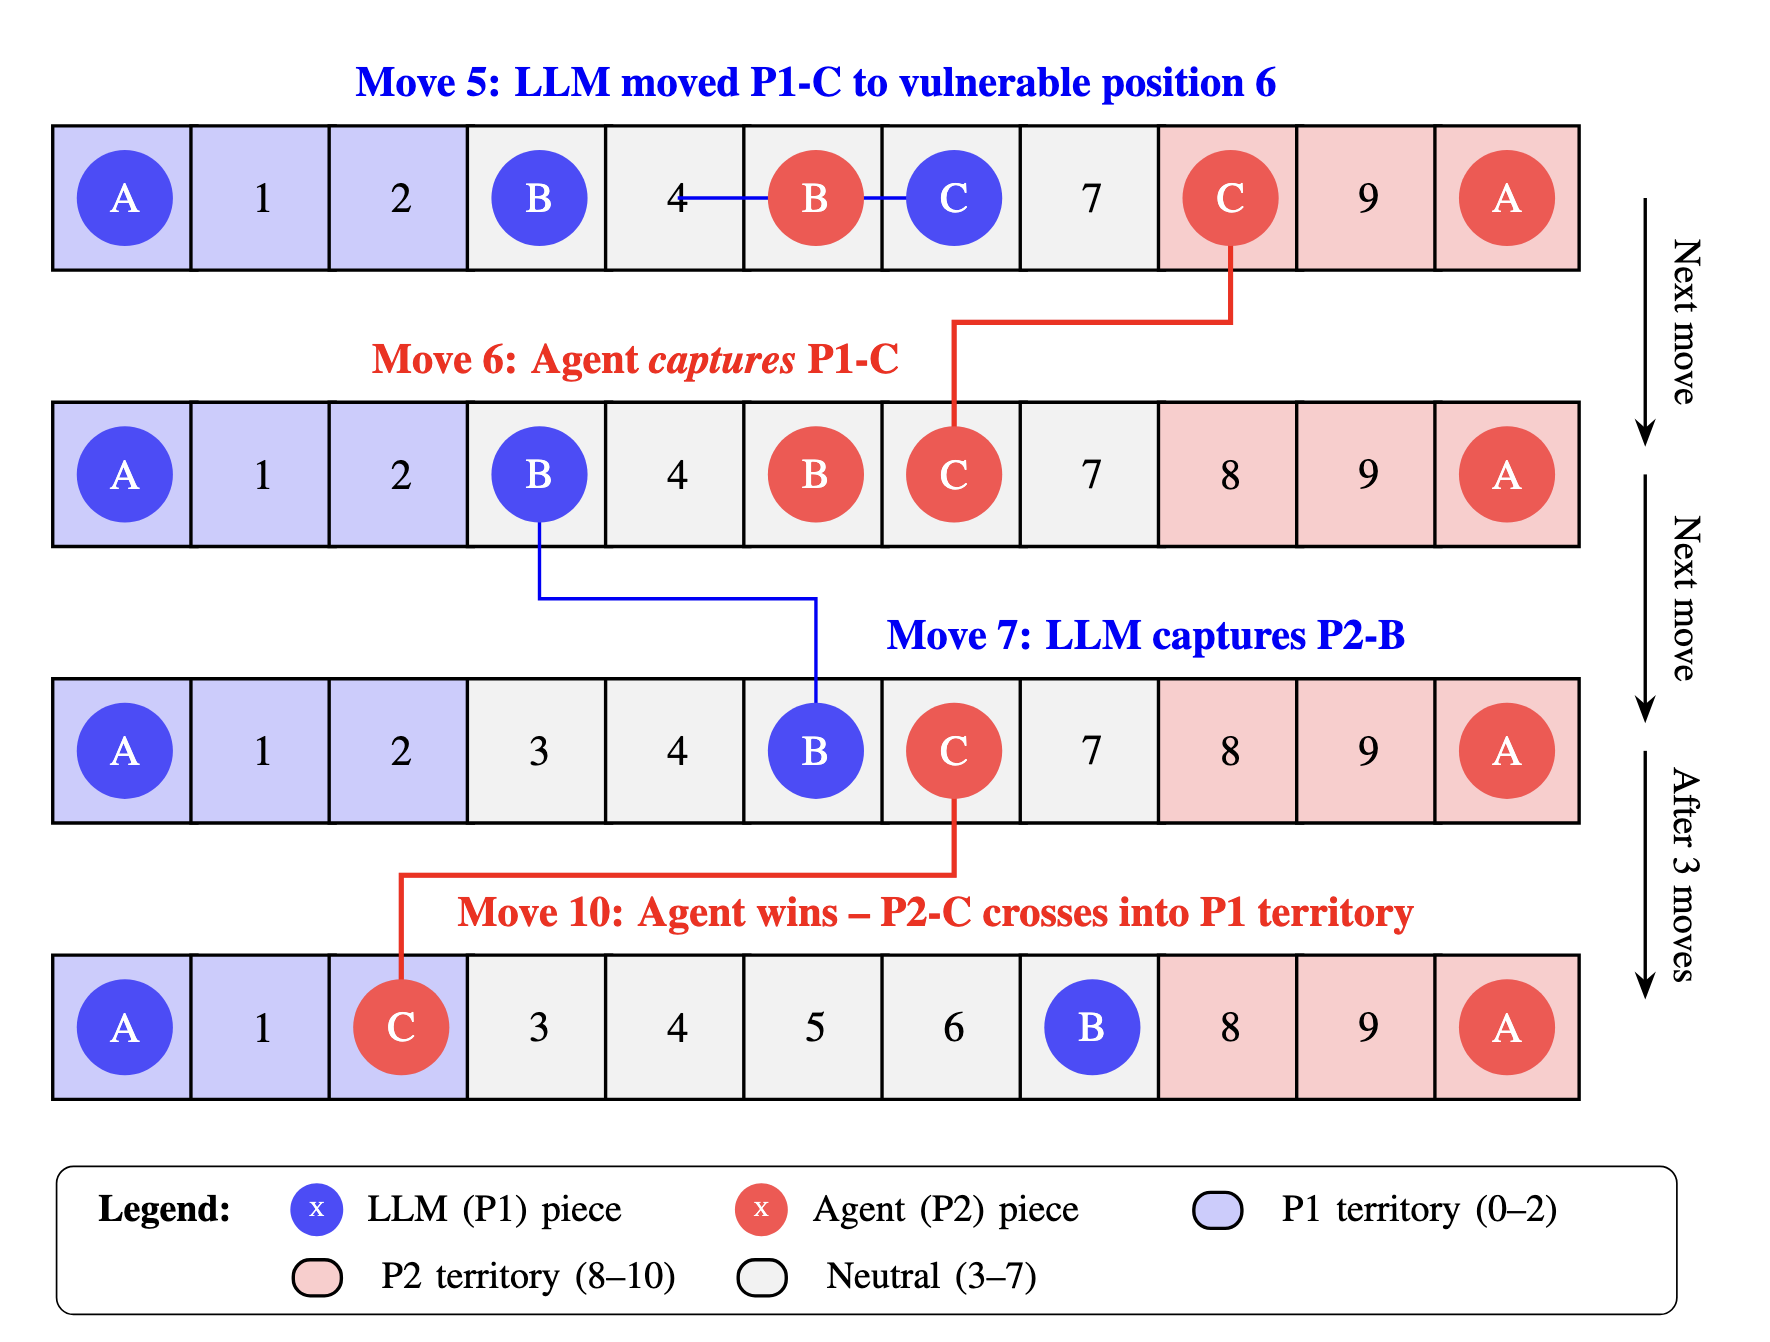 Move 5: LLM moved P1-C to vulnerable position 6
A 1 2 B 4 B C 7 C 9 A
Next move
Move 6: Agent captures P1-C
A 1 2 B 4 B C 7 8 9 A
Next move
Move 7: LLM captures P2-B
A 1 2 3 4 B C 7 8 9 A
After 3 moves
Move 10: Agent wins – P2-C crosses into P1 territory
A 1 C 3 4 5 6 B 8 9 A
Legend: x LLM (P1) piece x Agent (P2) piece P1 territory (0–2)
P2 territory (8–10) Neutral (3–7)